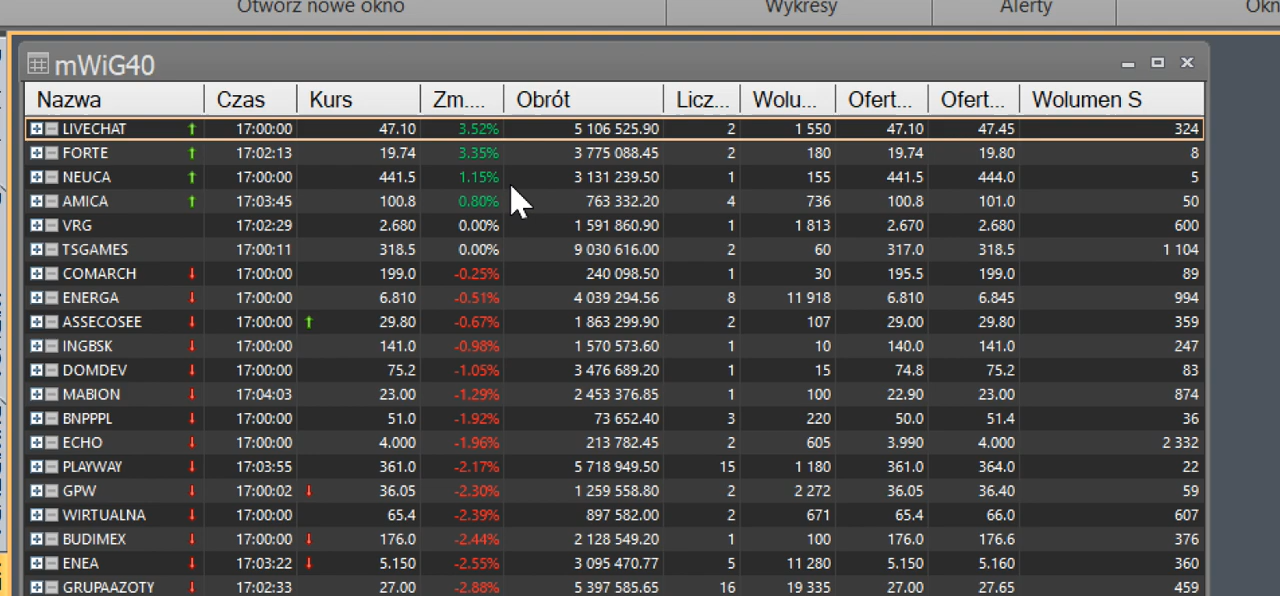 Otwórz nowe okno Wykresy Alerty Okn
mWiG40
Nazwa Czas Kurs Zm.... Obrót Licz... Wolu... Ofert... Ofert... Wolumen S
LIVECHAT 17:00:00 47.10 3.52% 5 106 525.90 2 1 550 47.10 47.45 324
FORTE 17:02:13 19.74 3.35% 3 775 088.45 2 180 19.74 19.80 8
NEUCA 17:00:00 441.5 1.15% 3 131 239.50 1 155 441.5 444.0 5
AMICA 17:03:45 100.8 0.80% 763 332.20 4 736 100.8 101.0 50
VRG 17:02:29 2.680 0.00% 1 591 860.90 1 1 813 2.670 2.680 600
TSGAMES 17:00:11 318.5 0.00% 9 030 616.00 2 60 317.0 318.5 1 104
COMARCH 17:00:00 199.0 -0.25% 240 098.50 1 30 195.5 199.0 89
ENERGA 17:00:00 6.810 -0.51% 4 039 294.56 8 11 918 6.810 6.845 994
ASSECOSEE 17:00:00 29.80 -0.67% 1 863 299.90 2 107 29.00 29.80 359
INGBSK 17:00:00 141.0 -0.98% 1 570 573.60 1 10 140.0 141.0 247
DOMDEV 17:00:00 75.2 -1.05% 3 476 689.20 1 15 74.8 75.2 83
MABION 17:04:03 23.00 -1.29% 2 453 376.85 1 100 22.90 23.00 874
BNPPPL 17:00:00 51.0 -1.92% 73 652.40 3 220 50.0 51.4 36
ECHO 17:00:00 4.000 -1.96% 213 782.45 2 605 3.990 4.000 2 332
PLAYWAY 17:03:55 361.0 -2.17% 5 718 949.50 15 1 180 361.0 364.0 22
GPW 17:00:02 36.05 -2.30% 1 259 558.80 2 2 272 36.05 36.40 59
WIRTUALNA 17:00:00 65.4 -2.39% 897 582.00 1 671 65.4 66.0 607
BUDIMEX 17:00:00 176.0 -2.44% 2 128 549.20 1 100 176.0 176.6 376
ENEA 17:03:22 5.150 -2.55% 3 095 470.77 5 11 280 5.150 5.160 360
GRUPAAZOTY 17:02:33 27.00 -2.88% 5 397 585.65 16 19 335 27.00 27.65 459